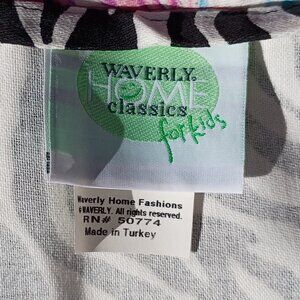 WAVERLY.
HOME
classics
for kids
Waverly Home Fashions
©WAVERLY. All rights reserved.
RN# 50774
Made in Turkey